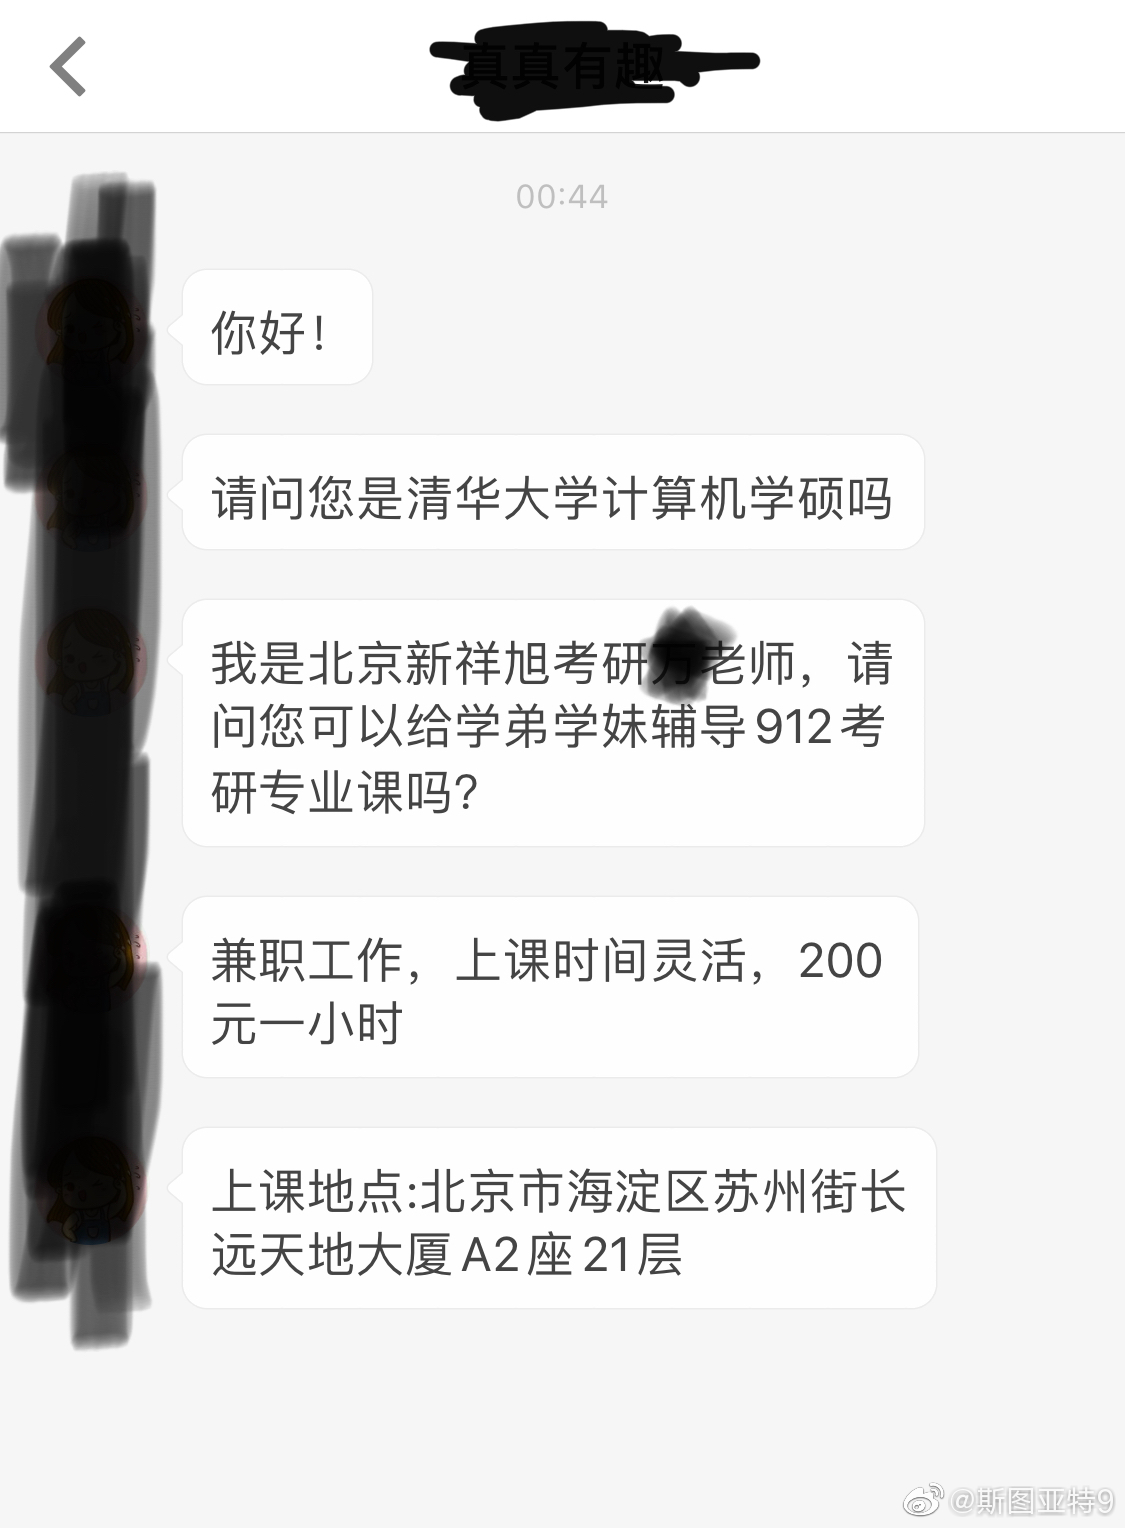 真真有趣
00:44
你好！
请问您是清华大学计算机学硕吗
我是北京新祥旭考研万老师，请
问您可以给学弟学妹辅导912考
研专业课吗?
兼职工作，上课时间灵活，200
元一小时
上课地点:北京市海淀区苏州街长
远天地大厦A2座21层
@斯图亚特9